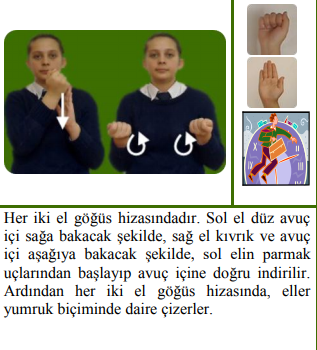 Her iki el göğüs hizasındadır. Sol el düz avuç
içi sağa bakacak şekilde, sağ el kıvrık ve avuç
içi aşağıya bakacak şekilde, sol elin parmak
uçlarından başlayıp avuç içine doğru indirilir.
Ardından her iki el göğüs hizasında, eller
yumruk biçiminde daire çizerler.